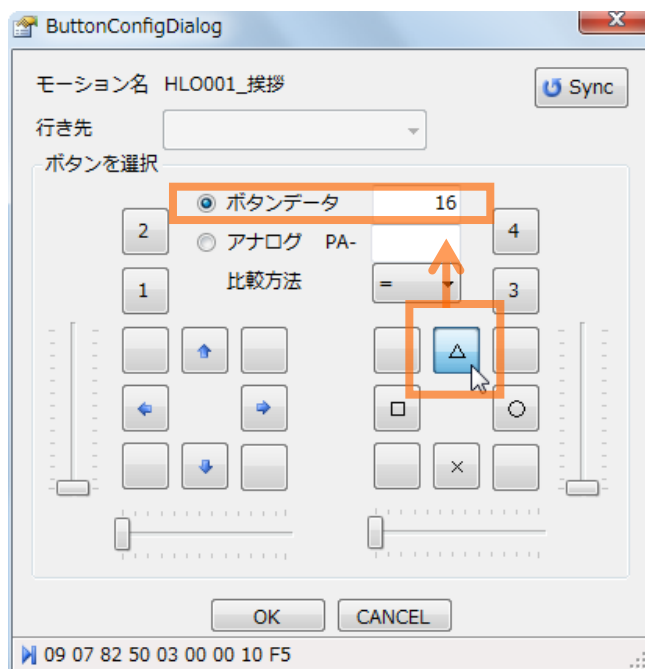 ButtonConfigDialog
モーション名 HLO001_挨拶
Sync
行き先
ボタンを選択
ボタンデータ 16
2
アナログ PA-
4
比較方法 =
1
3
△
□
○
×
OK
CANCEL
09 07 82 50 03 00 00 10 F5